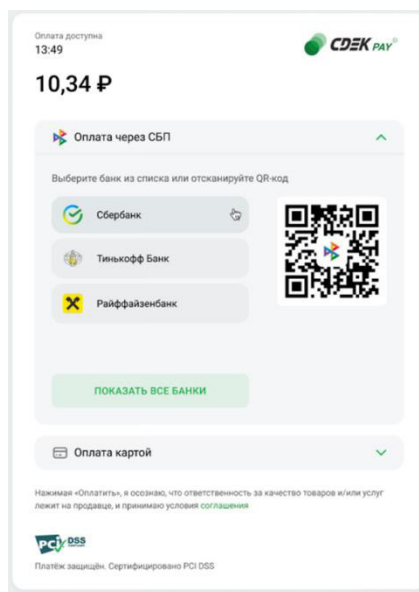 Оплата доступна
13:49
CDEK PAY®
10,34 ₽
Оплата через СБП
Выберите банк из списка или отсканируйте QR-код
Сбербанк
Тинькофф Банк
Райффайзенбанк
ПОКАЗАТЬ ВСЕ БАНКИ
Оплата картой
Нажимая «Оплатить», я осознаю, что ответственность за качество товаров и/или услуг
лежит на продавце, и принимаю условия соглашения
PCI DSS
Платёж защищён. Сертифицировано PCI DSS